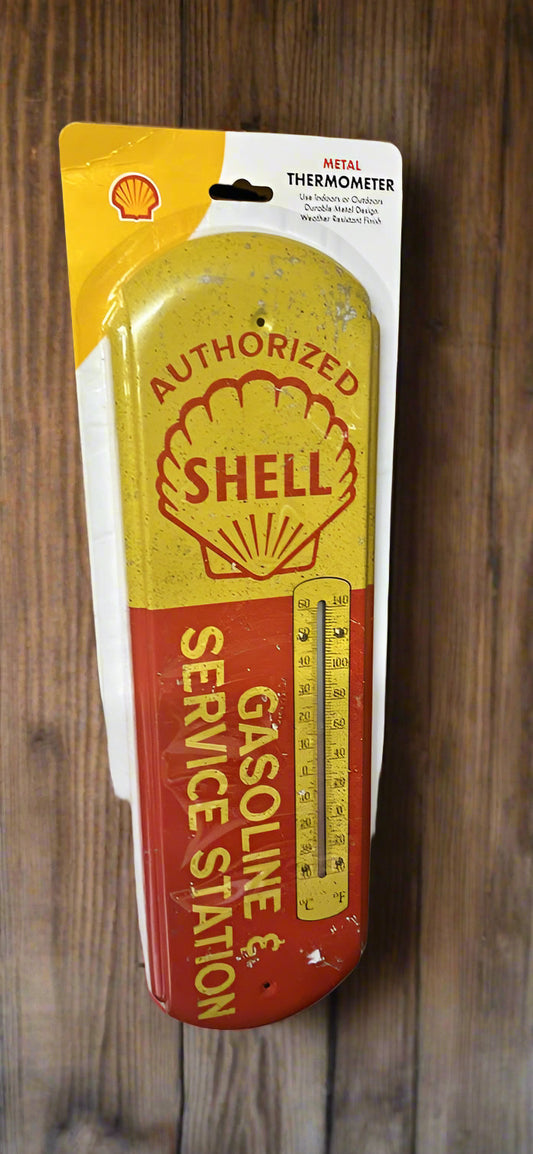 METAL
THERMOMETER
Use Indoors or Outdoors
Durable Metal Design
Weather Resistant Finish
AUTHORIZED
SHELL
GASOLINE &
SERVICE STATION
60 140
50
40 100
30 80
20 60
10 40
0 20
10
20 0
30 20
40 40
°C °F